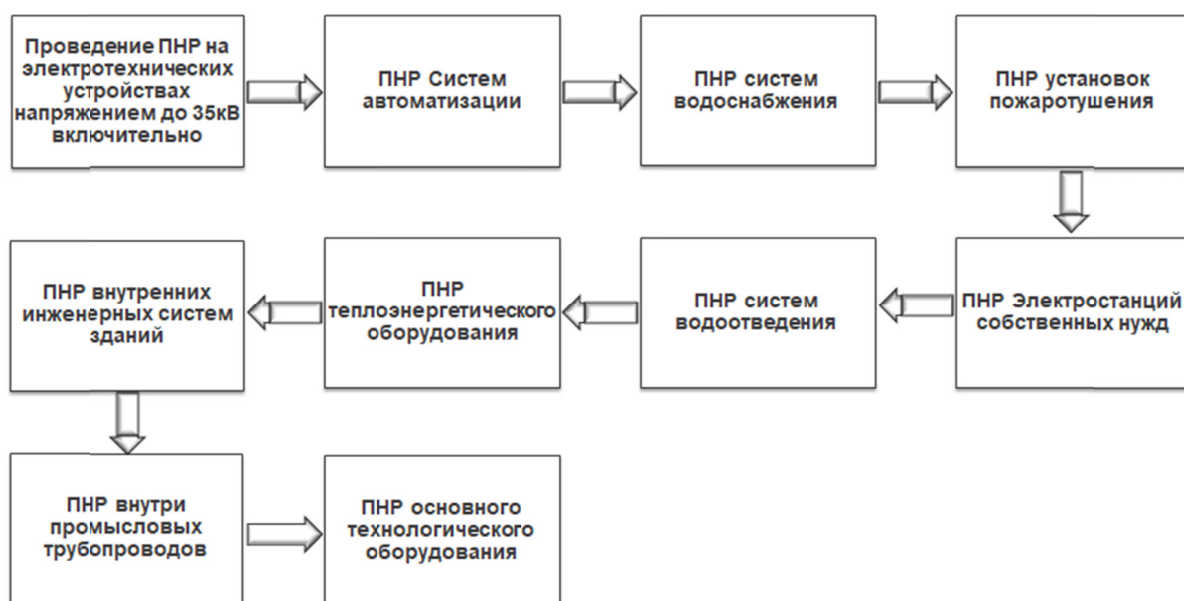 Проведение ПНР на
электротехнических
устройствах
напряжением до 35кВ
включительно
ПНР Систем
автоматизации
ПНР систем
водоснабжения
ПНР установок
пожаротушения
ПНР Электростанций
собственных нужд
ПНР систем
водоотведения
ПНР
теплоэнергетического
оборудования
ПНР внутренних
инженерных систем
зданий
ПНР внутри
промысловых
трубопроводов
ПНР основного
технологического
оборудования